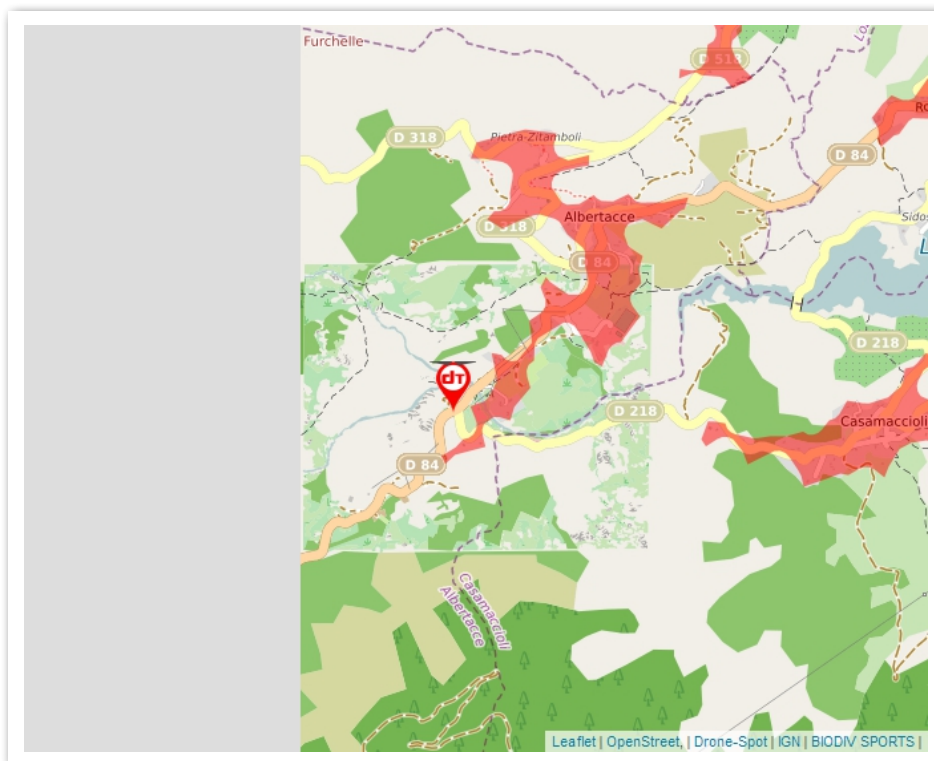 Furchelle
D 518
D 318
Pietra-Zitamboli
D 84
Albertacce
D 318
D 84
D 218
D 218
Casamaccioli
D 84
Casamaccioli
Albertacce
Leaflet | OpenStreet, | Drone-Spot | IGN | BIODIV SPORTS |